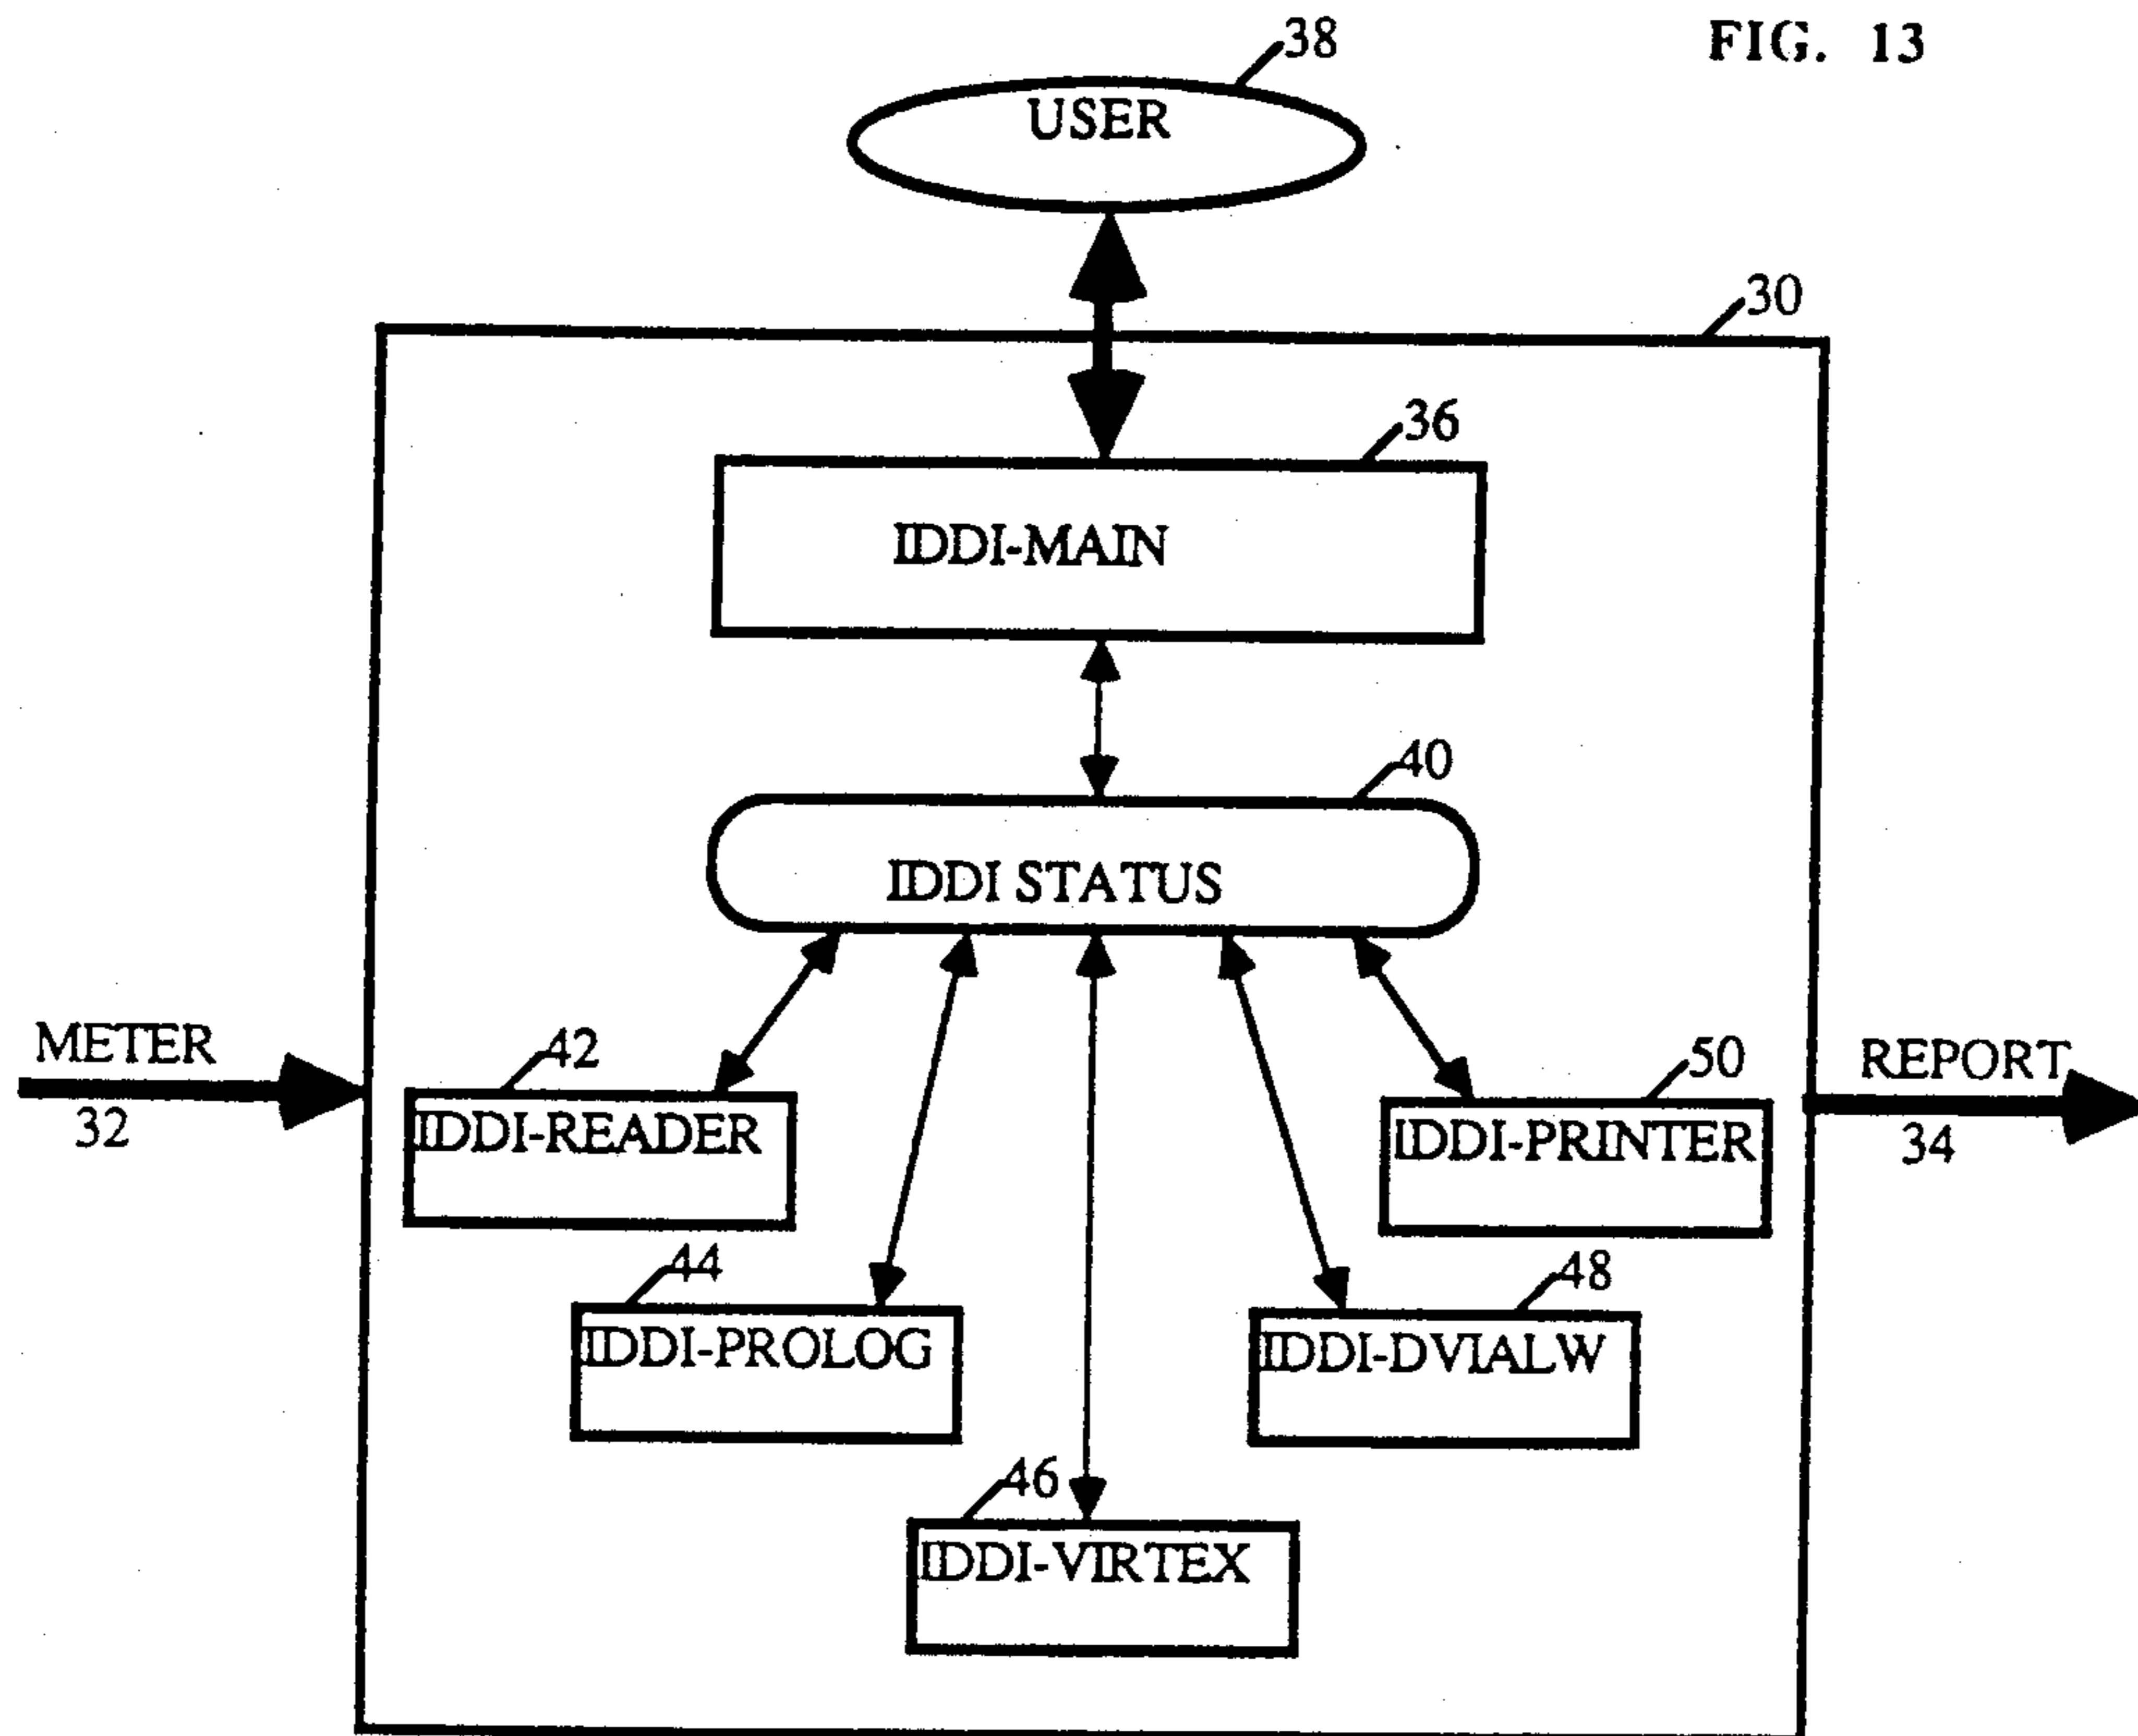 FIG. 13
38
USER
30
36
IDDI-MAIN
40
IDDI STATUS
METER
32
42
IDDI-READER
50
IDDI-PRINTER
REPORT
34
44
IDDI-PROLOG
48
IDDI-DVIALW
46
IDDI-VIRTEX